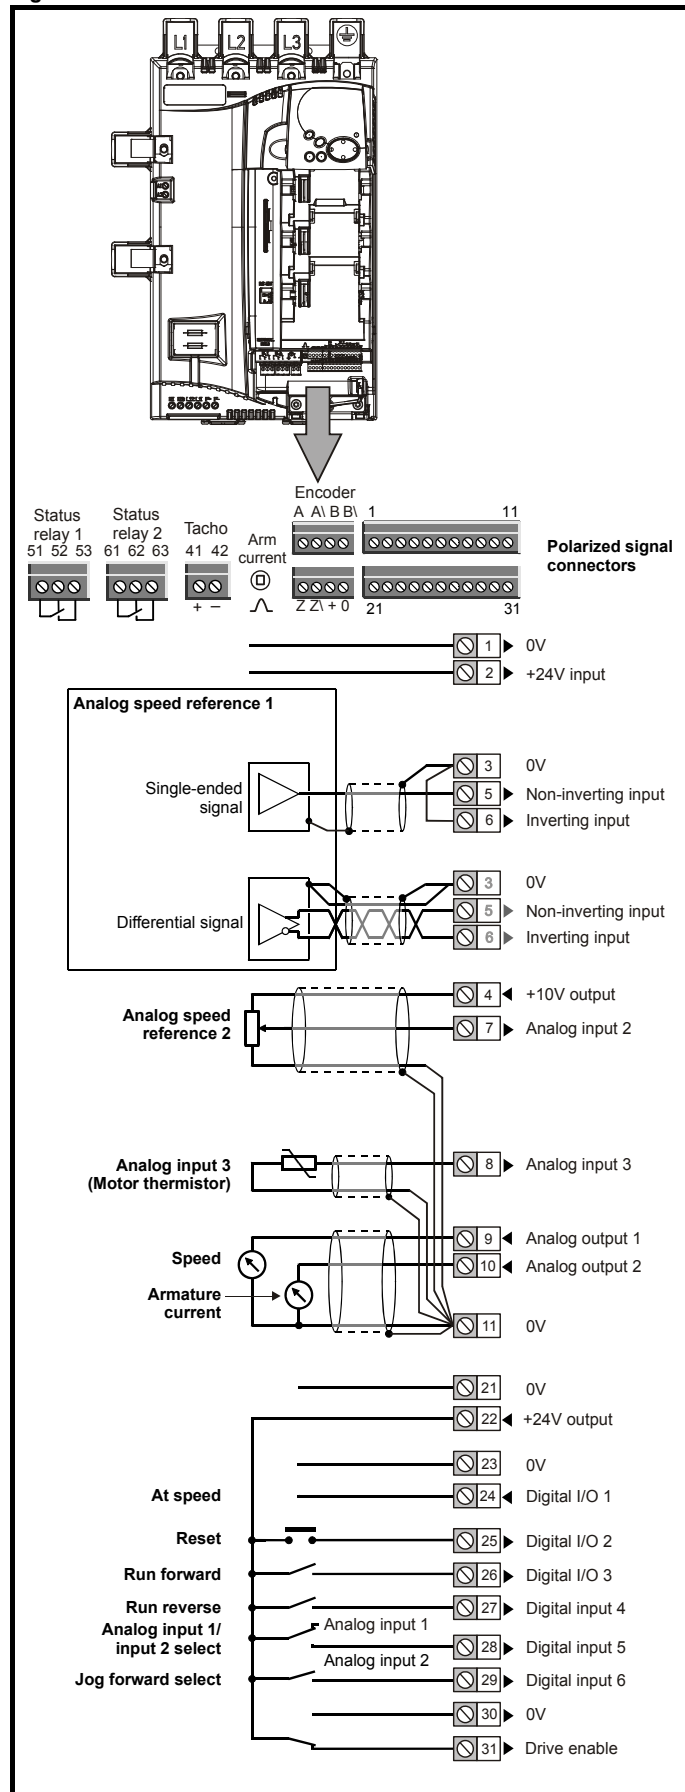 L1 L2 L3
Encoder
A A\ B B\ 1 11
Status relay 1
51 52 53
Status relay 2
61 62 63
Tacho
41 42
+ −
Arm current
Z Z\ + 0 21 31
Polarized signal connectors
1 0V
2 +24V input
Analog speed reference 1
Single-ended signal
3 0V
5 Non-inverting input
6 Inverting input
Differential signal
3 0V
5 Non-inverting input
6 Inverting input
Analog speed reference 2
4 +10V output
7 Analog input 2
Analog input 3 (Motor thermistor)
8 Analog input 3
Speed
9 Analog output 1
10 Analog output 2
Armature current
11 0V
21 0V
22 +24V output
23 0V
At speed
24 Digital I/O 1
Reset
25 Digital I/O 2
Run forward
26 Digital I/O 3
Run reverse
27 Digital input 4
Analog input 1/ input 2 select
Analog input 1
28 Digital input 5
Analog input 2
Jog forward select
29 Digital input 6
30 0V
31 Drive enable